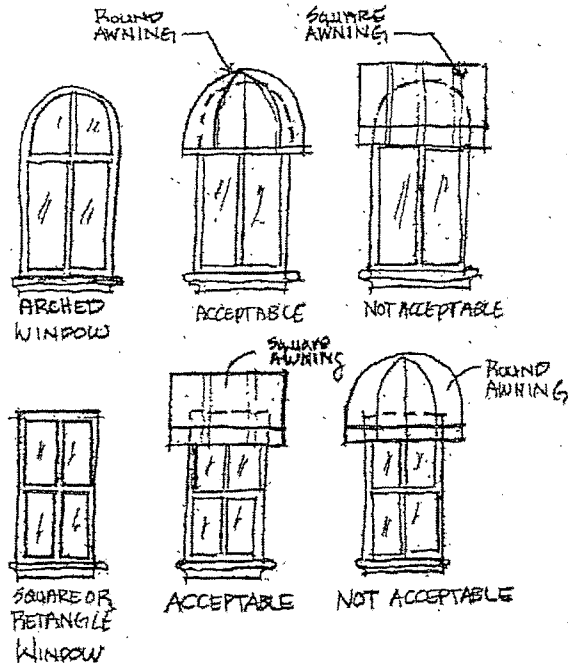 ROUND
AWNING
SQUARE
AWNING
ARCHED
WINDOW
ACCEPTABLE
NOT ACCEPTABLE
SQUARE
AWNING
ROUND
AWNING
SQUARE OR
RETANGLE
WINDOW
ACCEPTABLE
NOT ACCEPTABLE